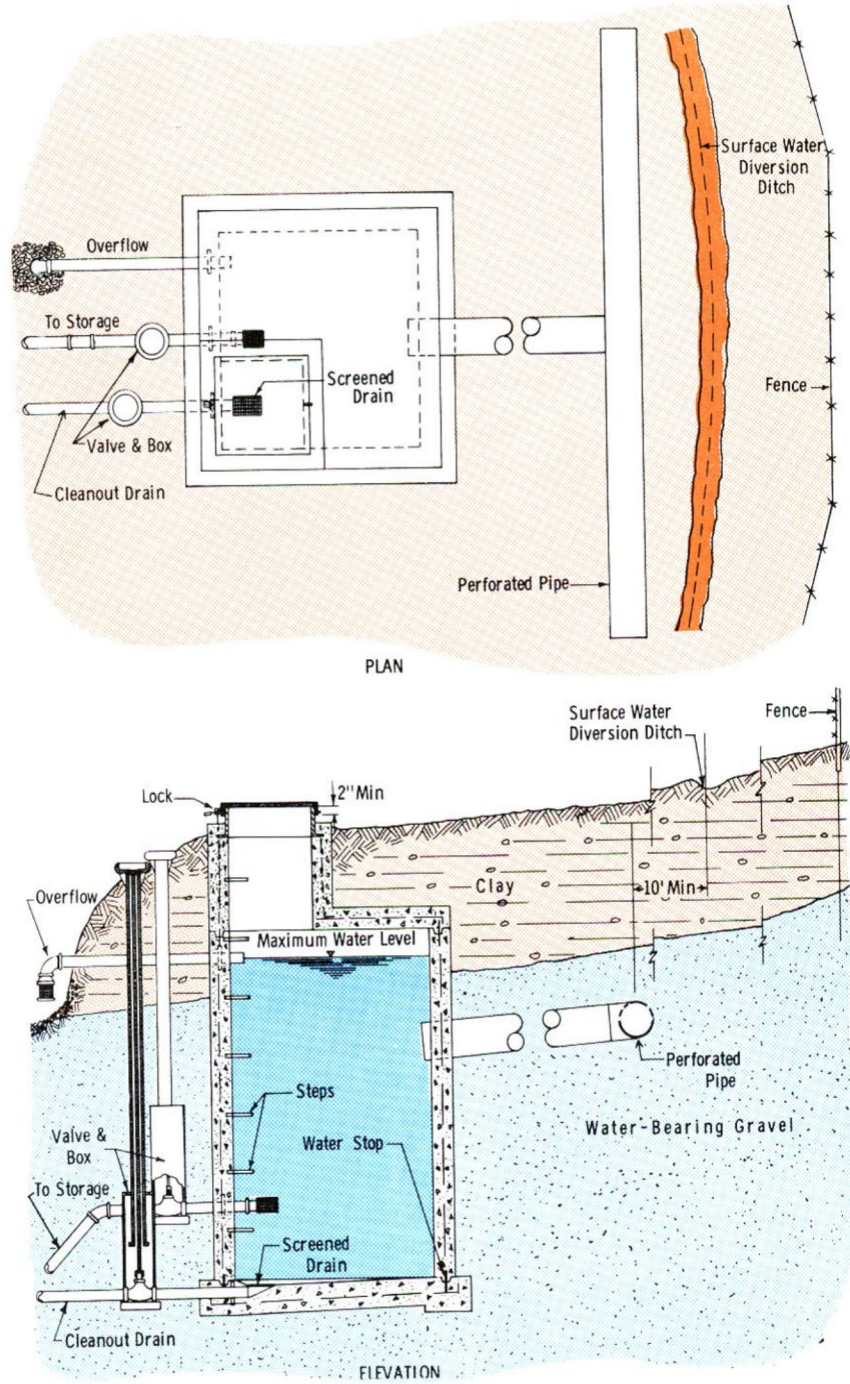 Surface Water
Diversion
Ditch
Overflow
To Storage
Screened
Drain
Fence
Valve & Box
Cleanout Drain
Perforated Pipe
PLAN
Surface Water
Diversion Ditch
Fence
Lock
2" Min
Overflow
Clay
10' Min
Maximum Water Level
Perforated
Pipe
Steps
Water-Bearing Gravel
Valve &
Box
Water Stop
To Storage
Screened
Drain
Cleanout Drain
ELEVATION